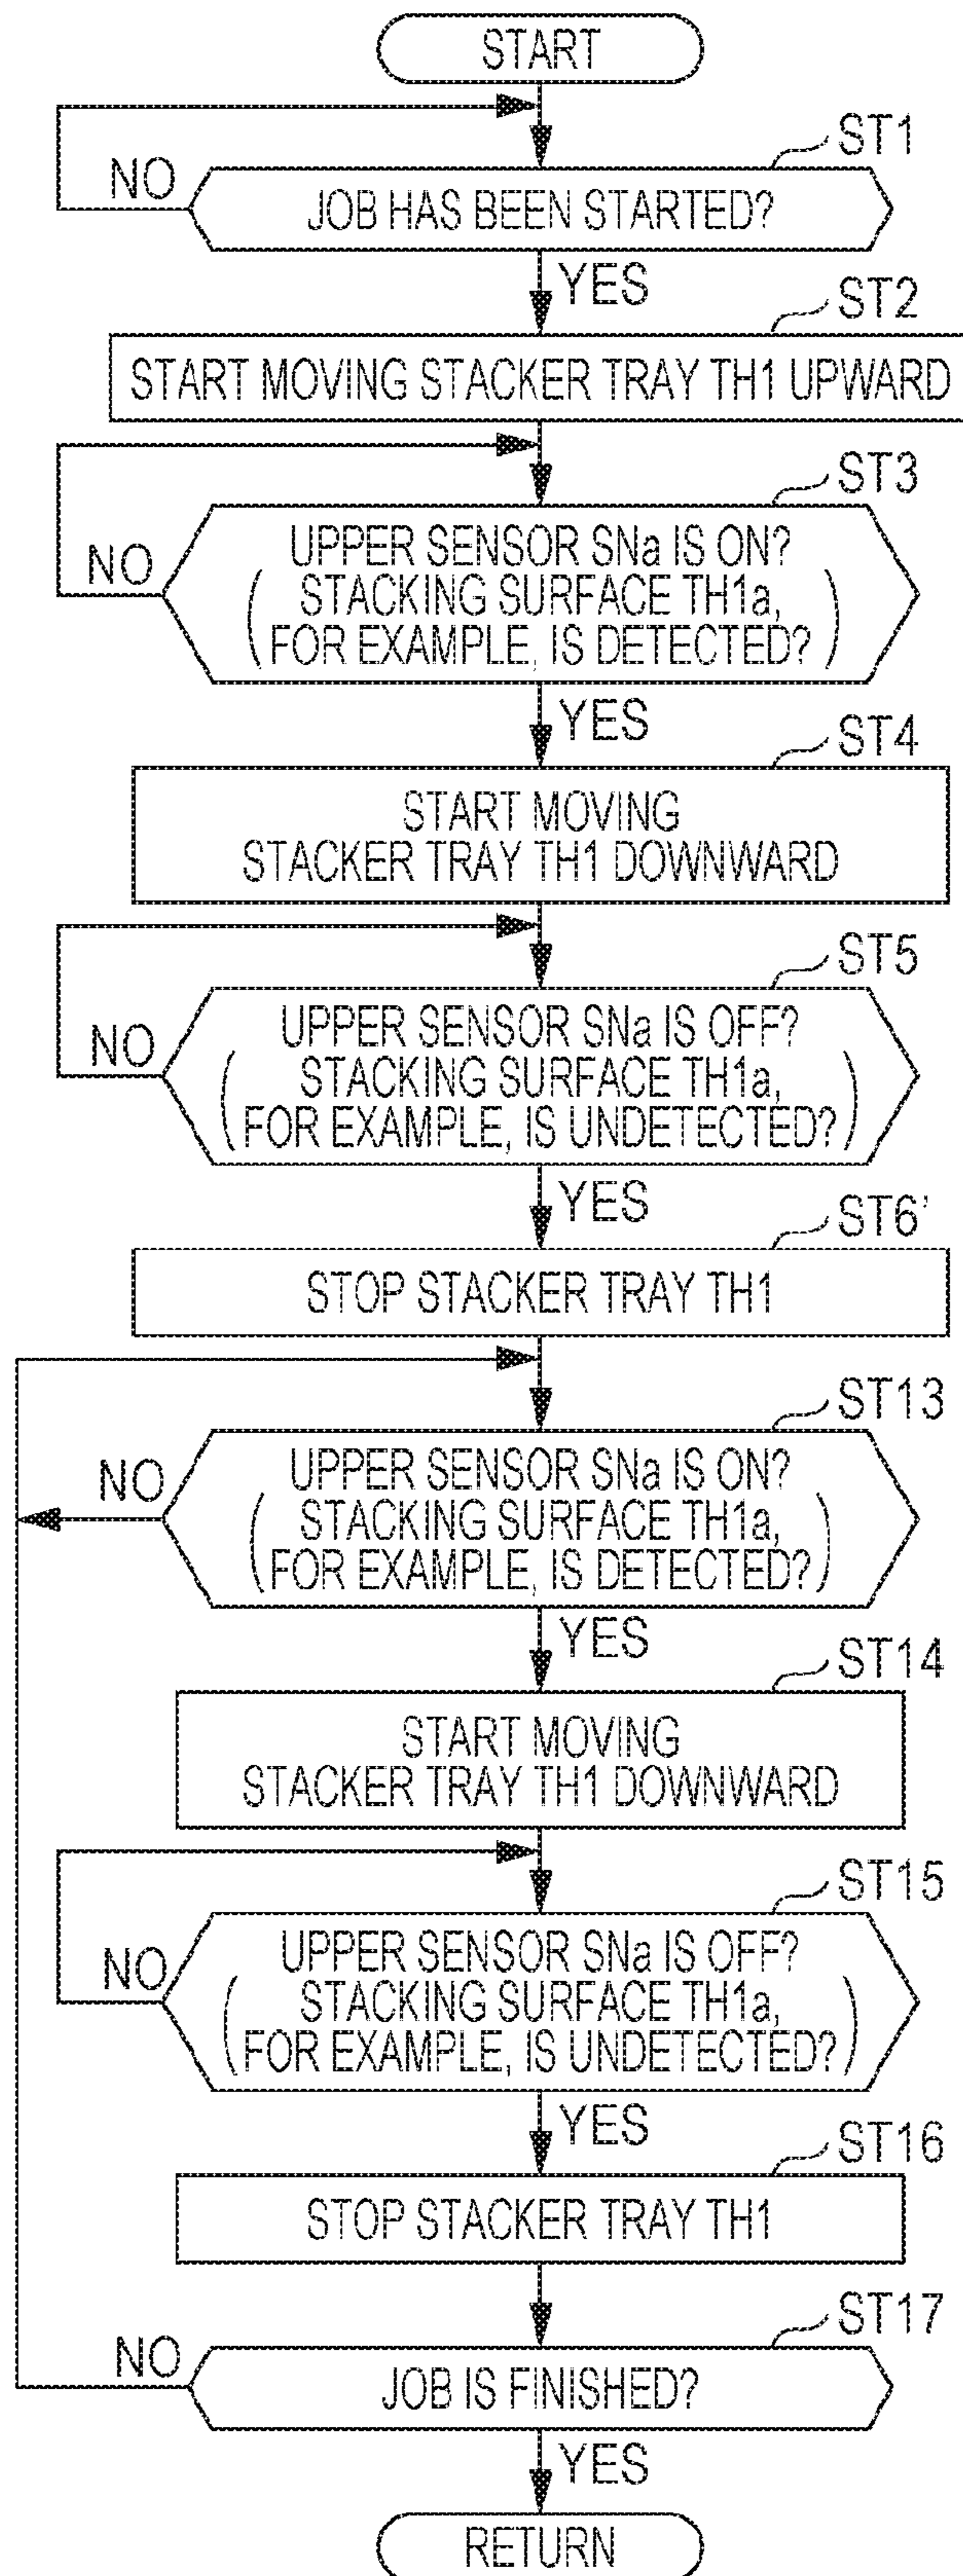 START
ST1
NO
JOB HAS BEEN STARTED?
YES
ST2
START MOVING STACKER TRAY TH1 UPWARD
ST3
NO
UPPER SENSOR SNa IS ON?
( STACKING SURFACE TH1a,
FOR EXAMPLE, IS DETECTED? )
YES
ST4
START MOVING
STACKER TRAY TH1 DOWNWARD
ST5
NO
UPPER SENSOR SNa IS OFF?
( STACKING SURFACE TH1a,
FOR EXAMPLE, IS UNDETECTED? )
YES
ST6'
STOP STACKER TRAY TH1
ST13
NO
UPPER SENSOR SNa IS ON?
( STACKING SURFACE TH1a,
FOR EXAMPLE, IS DETECTED? )
YES
ST14
START MOVING
STACKER TRAY TH1 DOWNWARD
ST15
NO
UPPER SENSOR SNa IS OFF?
( STACKING SURFACE TH1a,
FOR EXAMPLE, IS UNDETECTED? )
YES
ST16
STOP STACKER TRAY TH1
ST17
NO
JOB IS FINISHED?
YES
RETURN